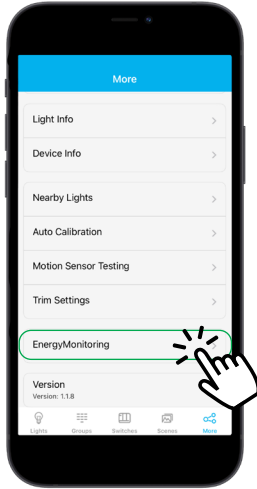 More
Light Info
Device Info
Nearby Lights
Auto Calibration
Motion Sensor Testing
Trim Settings
EnergyMonitoring
Version
Version: 1.1.8
Lights Groups Switches Scenes More